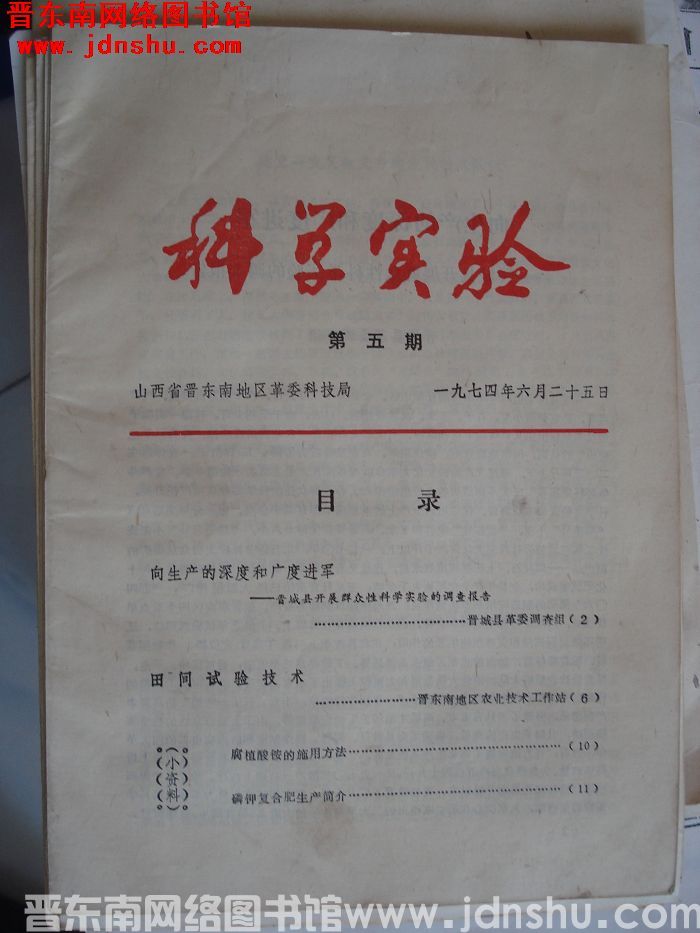 晋东南网络图书馆
www.jdnshu.com
科学实验
第五期
山西省晋东南地区革委科技局 一九七四年六月二十五日
目录
向生产的深度和广度进军
——晋城县开展群众性科学实验的调查报告
……………………………晋城县革委调查组(2)
田间试验技术
…………………晋东南地区农业技术工作站(6)
(小资料)
腐植酸铵的施用方法……………………………………(10)
磷钾复合肥生产简介……………………………………(11)
晋东南网络图书馆 www.jdnshu.com